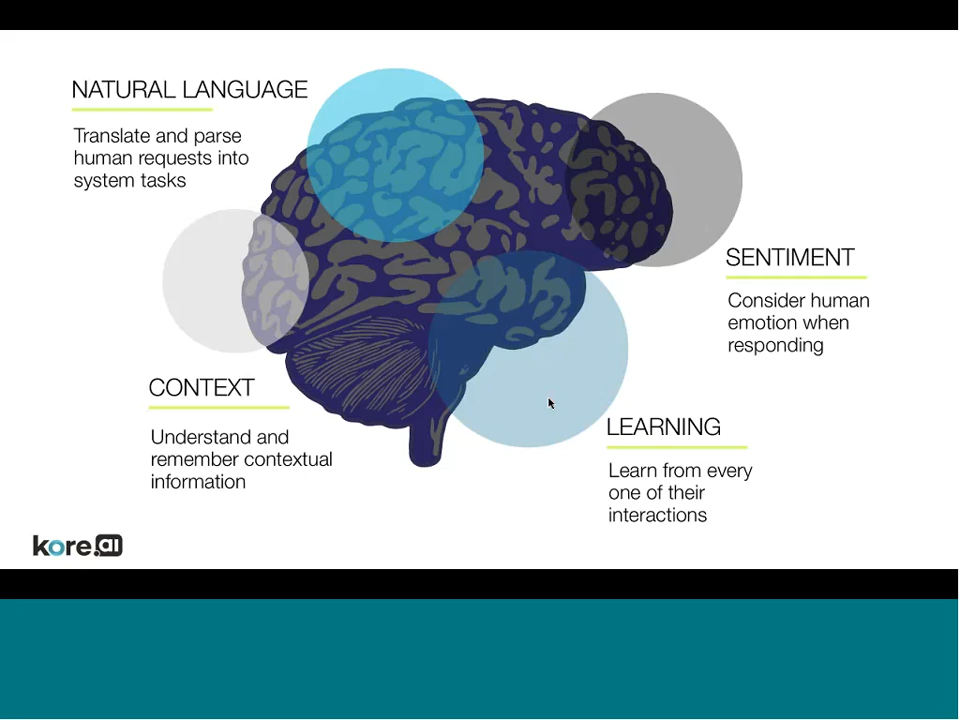 NATURAL LANGUAGE
Translate and parse
human requests into
system tasks
SENTIMENT
Consider human
emotion when
responding
CONTEXT
Understand and
remember contextual
information
LEARNING
Learn from every
one of their
interactions
kore.ai